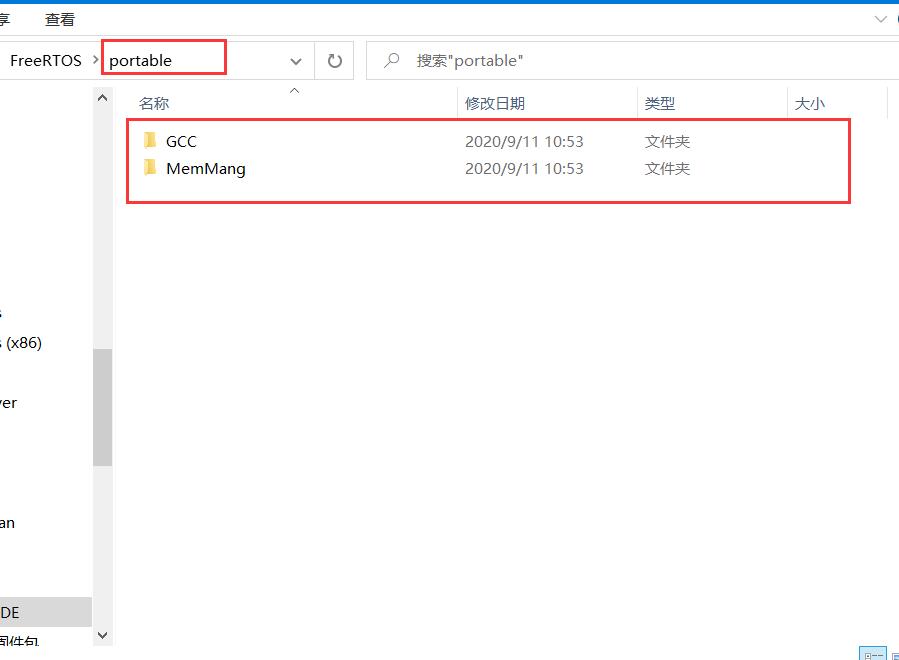 享 查看
FreeRTOS > portable 搜索"portable"
名称 修改日期 类型 大小
GCC 2020/9/11 10:53 文件夹
MemMang 2020/9/11 10:53 文件夹
s
s (x86)
ver
an
DE
固件包